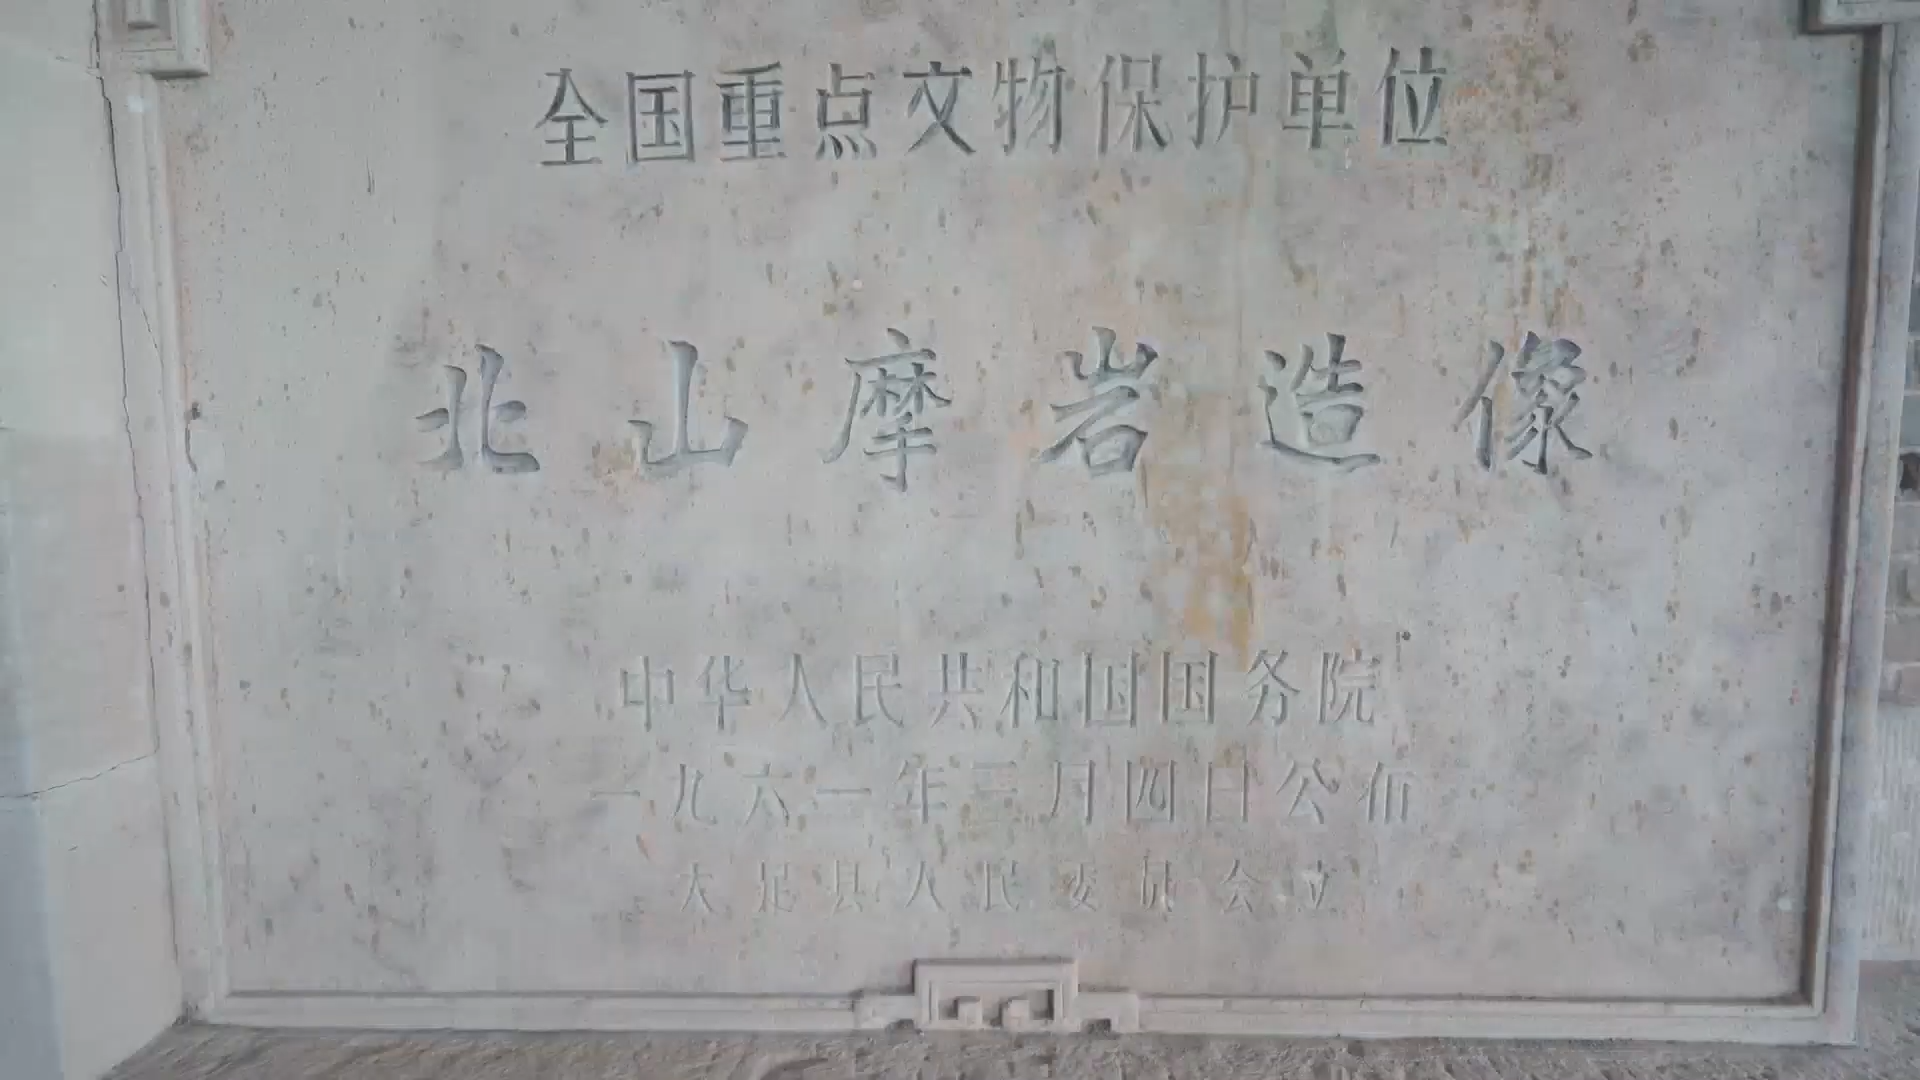 全国重点文物保护单位
北山摩岩造像
中华人民共和国国务院
一九六一年三月四日公布
大足县人民委员会立